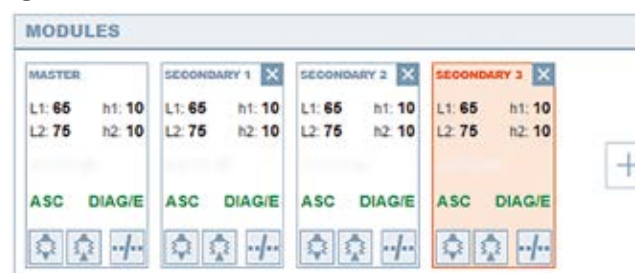 MODULES
MASTER
L1: 65 h1: 10
L2: 75 h2: 10
ASC DIAG/E
--/--
SECONDARY 1 X
L1: 65 h1: 10
L2: 75 h2: 10
ASC DIAG/E
--/--
SECONDARY 2 X
L1: 65 h1: 10
L2: 75 h2: 10
ASC DIAG/E
--/--
SECONDARY 3 X
L1: 65 h1: 10
L2: 75 h2: 10
ASC DIAG/E
--/--
+